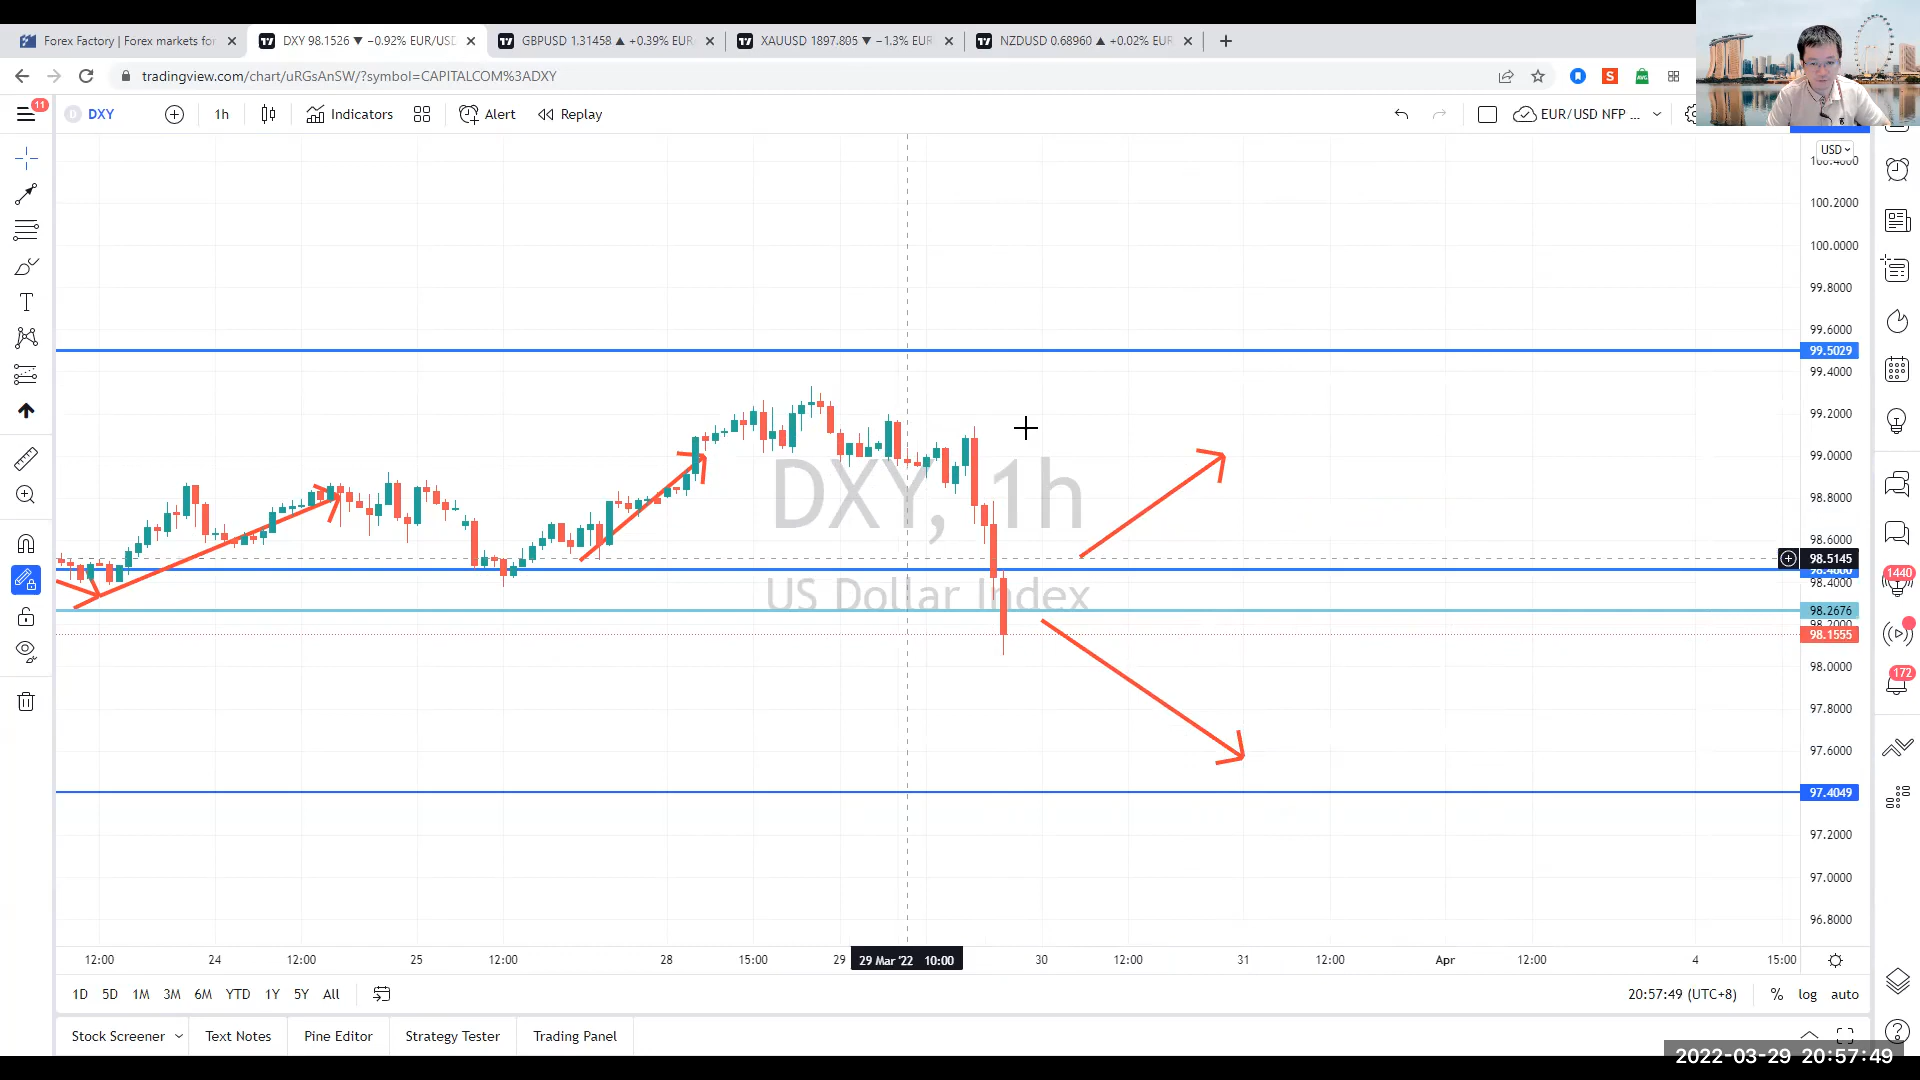 Forex Factory | Forex markets for
DXY 98.1526 ▼ −0.92% EUR/USD
GBPUSD 1.31458 ▲ +0.39% EUR
XAUUSD 1897.805 ▼ −1.3% EUR
NZDUSD 0.68960 ▲ +0.02% EUR
tradingview.com/chart/uRGsAnSW/?symbol=CAPITALCOM%3ADXY
11
D DXY
1h
Indicators
Alert
Replay
EUR/USD NFP ...
USD
100.4000
100.2000
100.0000
99.8000
99.6000
99.5029
99.4000
99.2000
99.0000
98.8000
98.6000
98.5145
98.4000
98.2676
98.2000
98.1555
98.0000
97.8000
97.6000
97.4049
97.2000
97.0000
96.8000
DXY, 1h
US Dollar Index
1440
172
12:00 24 12:00 25 12:00 28 15:00 29 29 Mar '22 10:00 30 12:00 31 12:00 Apr 12:00 4 15:00
1D 5D 1M 3M 6M YTD 1Y 5Y All
20:57:49 (UTC+8) % log auto
Stock Screener Text Notes Pine Editor Strategy Tester Trading Panel
2022-03-29 20:57:49